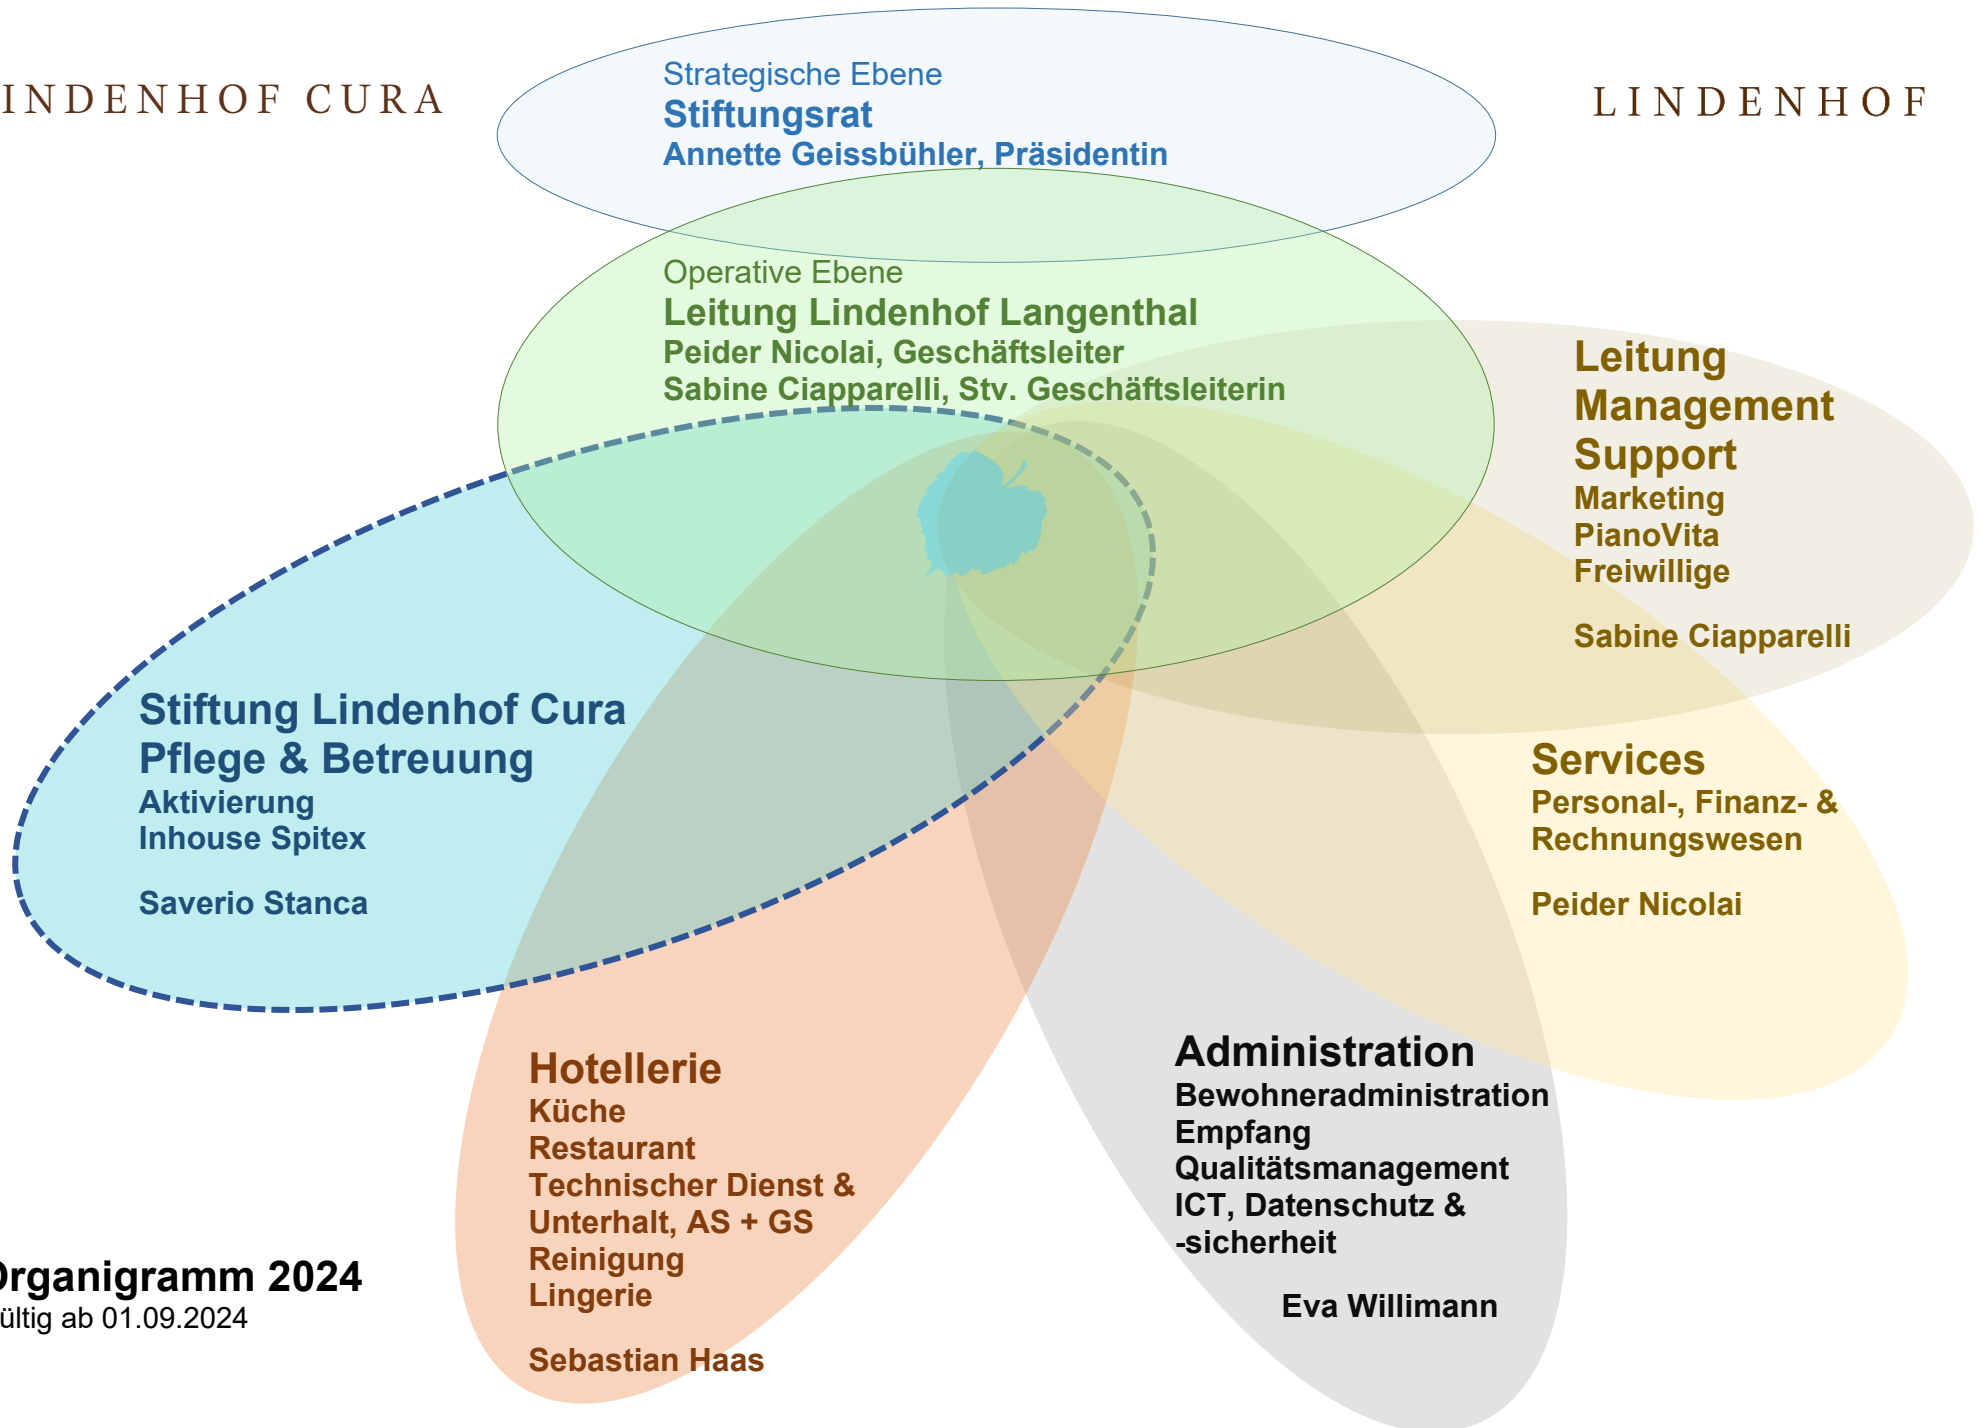 INDENHOF CURA
LINDENHOF
Strategische Ebene
Stiftungsrat
Annette Geissbühler, Präsidentin
Operative Ebene
Leitung Lindenhof Langenthal
Peider Nicolai, Geschäftsleiter
Sabine Ciapparelli, Stv. Geschäftsleiterin
Leitung
Management
Support
Marketing
PianoVita
Freiwillige
Sabine Ciapparelli
Stiftung Lindenhof Cura
Pflege & Betreuung
Aktivierung
Inhouse Spitex
Saverio Stanca
Services
Personal-, Finanz- &
Rechnungswesen
Peider Nicolai
Hotellerie
Küche
Restaurant
Technischer Dienst &
Unterhalt, AS + GS
Reinigung
Lingerie
Sebastian Haas
Administration
Bewohneradministration
Empfang
Qualitätsmanagement
ICT, Datenschutz &
-sicherheit
Eva Willimann
Organigramm 2024
ültig ab 01.09.2024